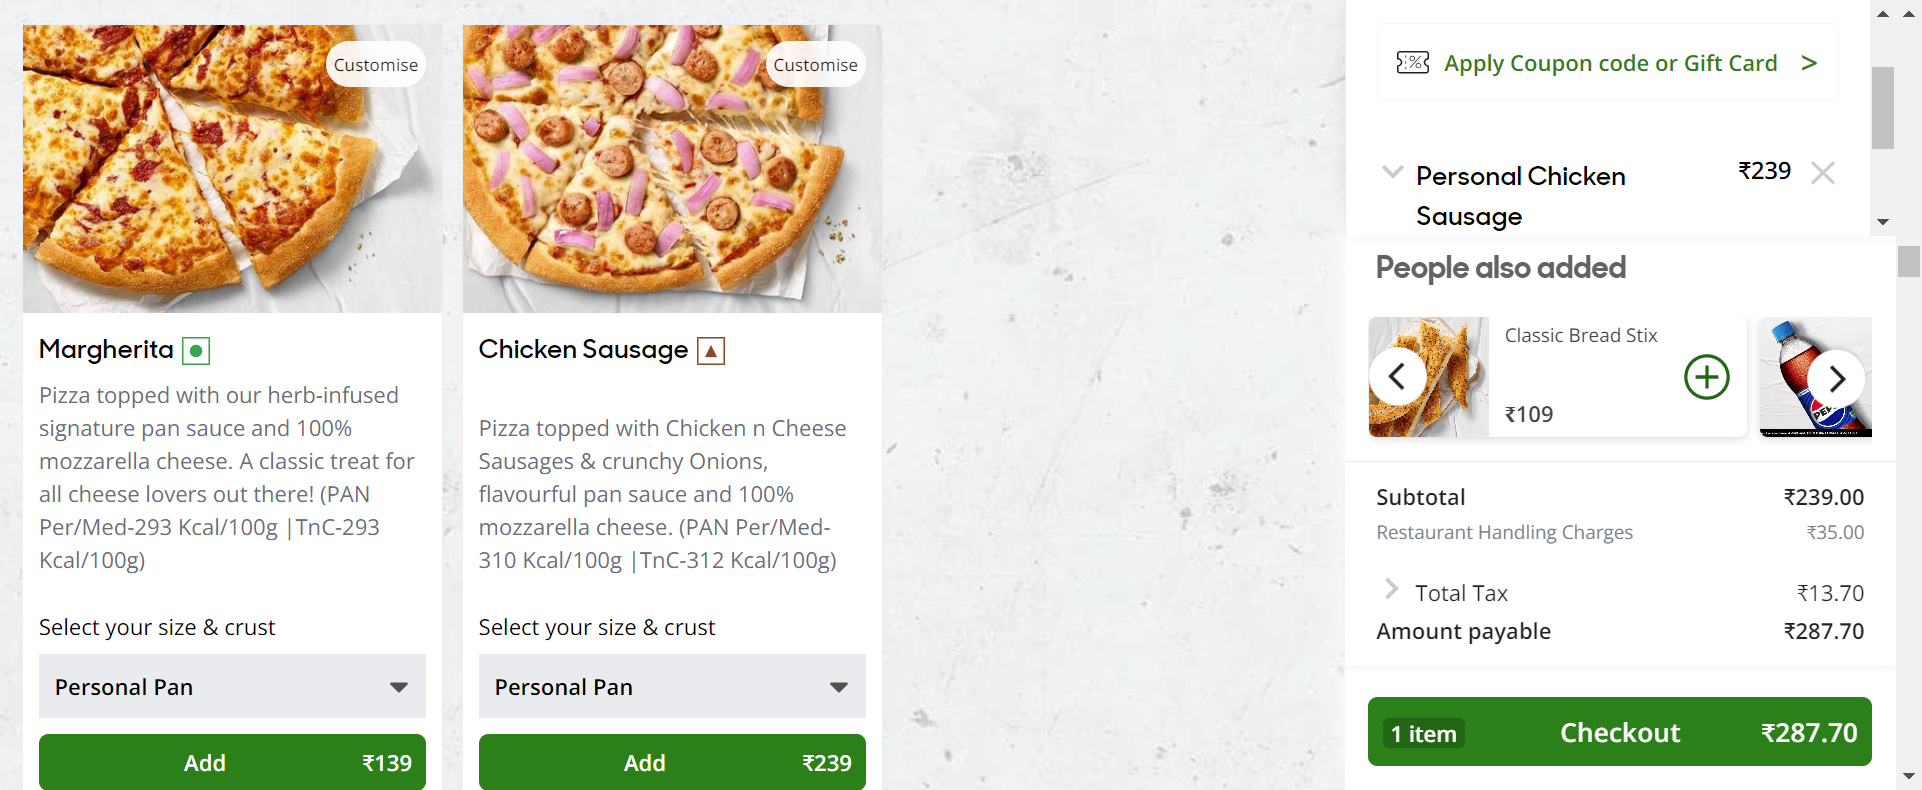 Customise
Margherita
Pizza topped with our herb-infused
signature pan sauce and 100%
mozzarella cheese. A classic treat for
all cheese lovers out there! (PAN
Per/Med-293 Kcal/100g |TnC-293
Kcal/100g)
Select your size & crust
Personal Pan
Add ₹139
Customise
Chicken Sausage
Pizza topped with Chicken n Cheese
Sausages & crunchy Onions,
flavourful pan sauce and 100%
mozzarella cheese. (PAN Per/Med-
310 Kcal/100g |TnC-312 Kcal/100g)
Select your size & crust
Personal Pan
Add ₹239
Apply Coupon code or Gift Card >
Personal Chicken ₹239
Sausage
People also added
Classic Bread Stix
₹109
Subtotal ₹239.00
Restaurant Handling Charges ₹35.00
Total Tax ₹13.70
Amount payable ₹287.70
1 item Checkout ₹287.70